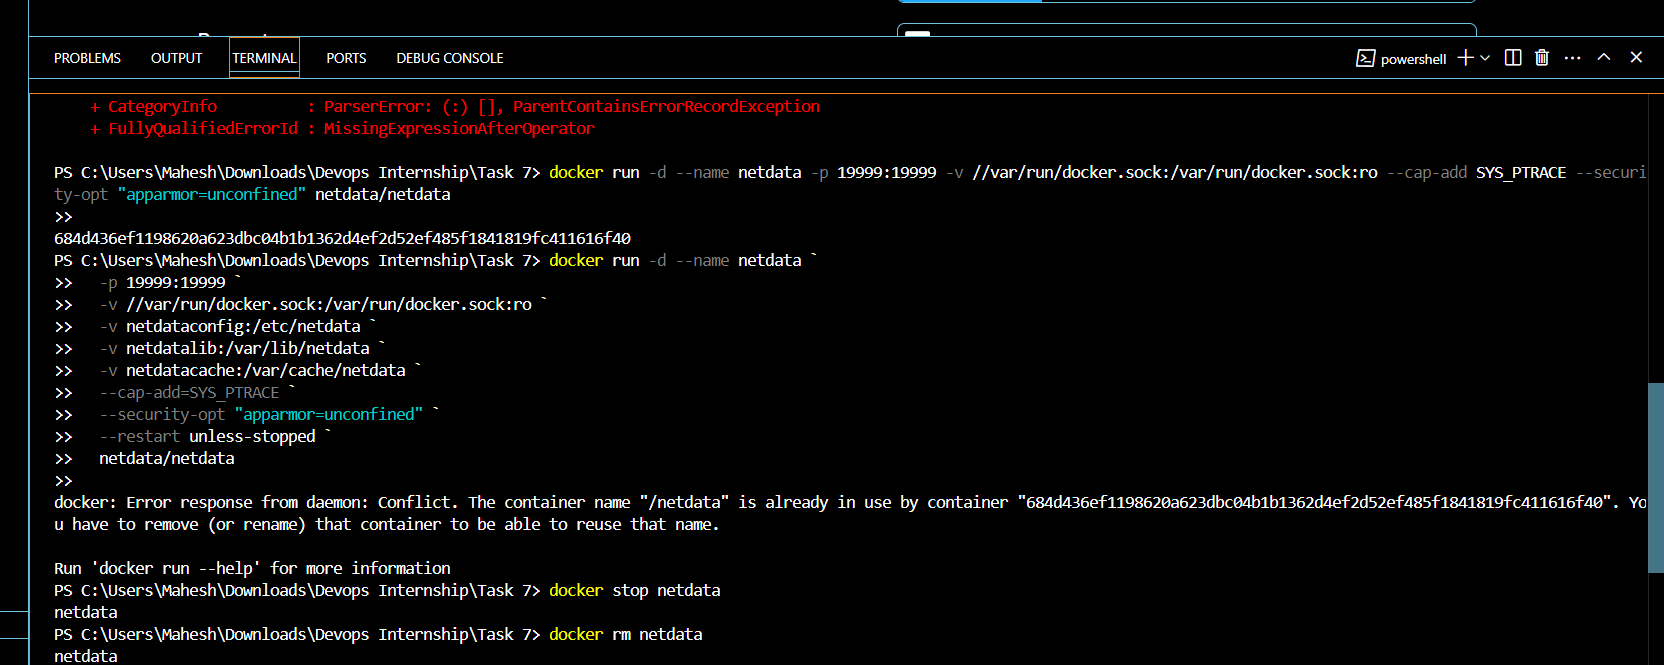 PROBLEMS OUTPUT TERMINAL PORTS DEBUG CONSOLE powershell
+ CategoryInfo : ParserError: (:) [], ParentContainsErrorRecordException
+ FullyQualifiedErrorId : MissingExpressionAfterOperator
PS C:\Users\Mahesh\Downloads\Devops Internship\Task 7> docker run -d --name netdata -p 19999:19999 -v //var/run/docker.sock:/var/run/docker.sock:ro --cap-add SYS_PTRACE --securi
ty-opt "apparmor=unconfined" netdata/netdata
>>
684d436ef1198620a623dbc04b1b1362d4ef2d52ef485f1841819fc411616f40
PS C:\Users\Mahesh\Downloads\Devops Internship\Task 7> docker run -d --name netdata `
>> -p 19999:19999 `
>> -v //var/run/docker.sock:/var/run/docker.sock:ro `
>> -v netdataconfig:/etc/netdata `
>> -v netdatalib:/var/lib/netdata `
>> -v netdatacache:/var/cache/netdata `
>> --cap-add=SYS_PTRACE `
>> --security-opt "apparmor=unconfined" `
>> --restart unless-stopped `
>> netdata/netdata
>>
docker: Error response from daemon: Conflict. The container name "/netdata" is already in use by container "684d436ef1198620a623dbc04b1b1362d4ef2d52ef485f1841819fc411616f40". Yo
u have to remove (or rename) that container to be able to reuse that name.
Run 'docker run --help' for more information
PS C:\Users\Mahesh\Downloads\Devops Internship\Task 7> docker stop netdata
netdata
PS C:\Users\Mahesh\Downloads\Devops Internship\Task 7> docker rm netdata
netdata